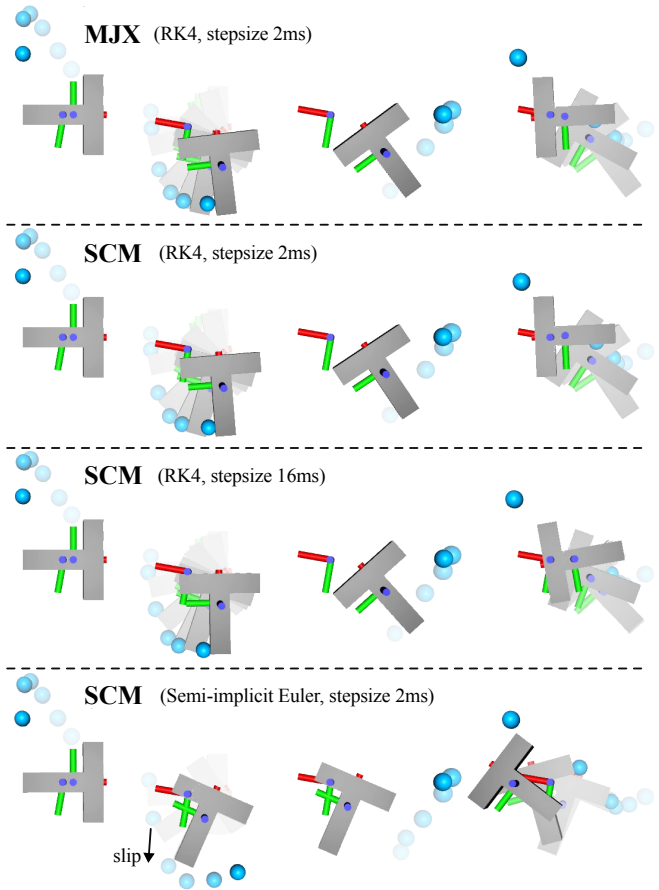 MJX (RK4, stepsize 2ms)
SCM (RK4, stepsize 2ms)
SCM (RK4, stepsize 16ms)
SCM (Semi-implicit Euler, stepsize 2ms)
slip